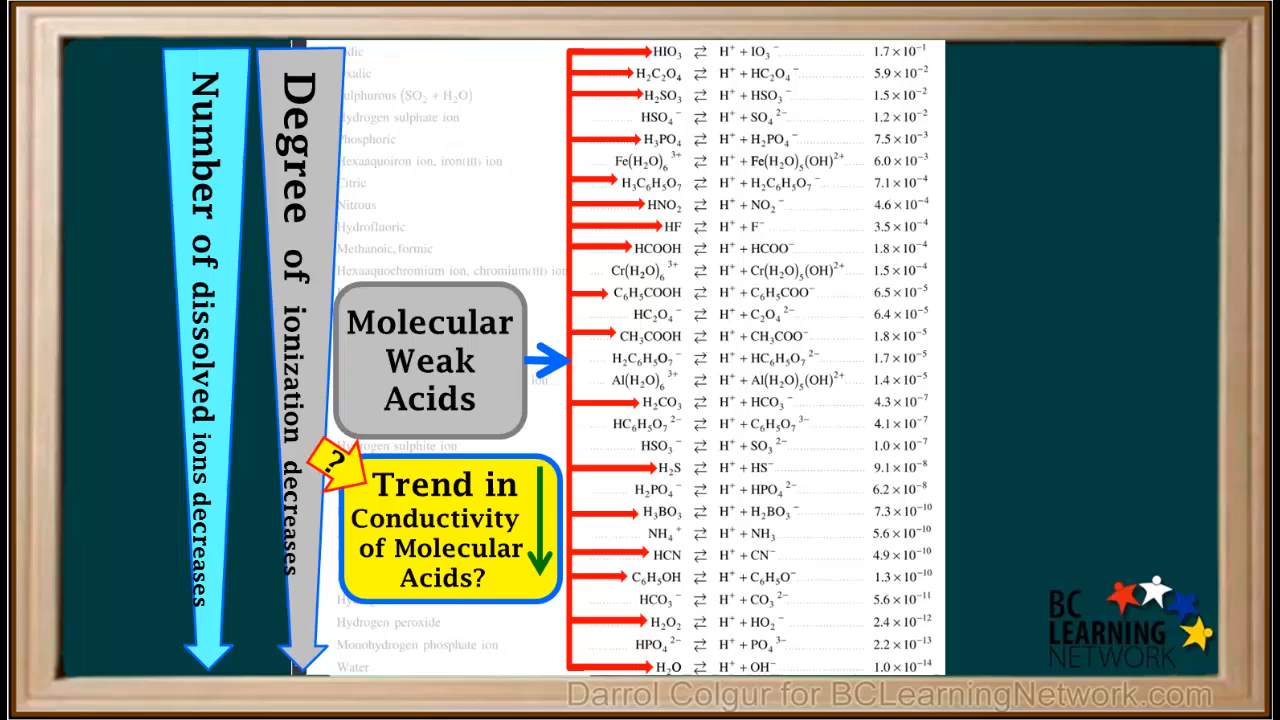 Number of dissolved ions decreases
Degree of ionization decreases
Molecular
Weak
Acids
?
Trend in
Conductivity
of Molecular
Acids?
HIO₃ ⇄ H⁺ + IO₃⁻ 1.7 × 10⁻¹
H₂C₂O₄ ⇄ H⁺ + HC₂O₄⁻ 5.9 × 10⁻²
ulphurous (SO₂ + H₂O) H₂SO₃ ⇄ H⁺ + HSO₃⁻ 1.5 × 10⁻²
ydrogen sulphate ion HSO₄⁻ ⇄ H⁺ + SO₄²⁻ 1.2 × 10⁻²
Phosphoric H₃PO₄ ⇄ H⁺ + H₂PO₄⁻ 7.5 × 10⁻³
Hexaaquoiron ion, iron(III) ion Fe(H₂O)₆³⁺ ⇄ H⁺ + Fe(H₂O)₅(OH)²⁺ 6.0 × 10⁻³
Citric H₃C₆H₅O₇ ⇄ H⁺ + H₂C₆H₅O₇⁻ 7.1 × 10⁻⁴
Nitrous HNO₂ ⇄ H⁺ + NO₂⁻ 4.6 × 10⁻⁴
Hydrofluoric HF ⇄ H⁺ + F⁻ 3.5 × 10⁻⁴
Methanoic, formic HCOOH ⇄ H⁺ + HCOO⁻ 1.8 × 10⁻⁴
Hexaaquochromium ion, chromium(III) ion Cr(H₂O)₆³⁺ ⇄ H⁺ + Cr(H₂O)₅(OH)²⁺ 1.5 × 10⁻⁴
C₆H₅COOH ⇄ H⁺ + C₆H₅COO⁻ 6.5 × 10⁻⁵
HC₂O₄⁻ ⇄ H⁺ + C₂O₄²⁻ 6.4 × 10⁻⁵
CH₃COOH ⇄ H⁺ + CH₃COO⁻ 1.8 × 10⁻⁵
H₂C₆H₅O₇⁻ ⇄ H⁺ + HC₆H₅O₇²⁻ 1.7 × 10⁻⁵
Al(H₂O)₆³⁺ ⇄ H⁺ + Al(H₂O)₅(OH)²⁺ 1.4 × 10⁻⁵
H₂CO₃ ⇄ H⁺ + HCO₃⁻ 4.3 × 10⁻⁷
HC₆H₅O₇²⁻ ⇄ H⁺ + C₆H₅O₇³⁻ 4.1 × 10⁻⁷
Hydrogen sulphite ion HSO₃⁻ ⇄ H⁺ + SO₃²⁻ 1.0 × 10⁻⁷
H₂S ⇄ H⁺ + HS⁻ 9.1 × 10⁻⁸
H₂PO₄⁻ ⇄ H⁺ + HPO₄²⁻ 6.2 × 10⁻⁸
H₃BO₃ ⇄ H⁺ + H₂BO₃⁻ 7.3 × 10⁻¹⁰
NH₄⁺ ⇄ H⁺ + NH₃ 5.6 × 10⁻¹⁰
HCN ⇄ H⁺ + CN⁻ 4.9 × 10⁻¹⁰
C₆H₅OH ⇄ H⁺ + C₆H₅O⁻ 1.3 × 10⁻¹⁰
HCO₃⁻ ⇄ H⁺ + CO₃²⁻ 5.6 × 10⁻¹¹
Hydrogen peroxide H₂O₂ ⇄ H⁺ + HO₂⁻ 2.4 × 10⁻¹²
Monohydrogen phosphate ion HPO₄²⁻ ⇄ H⁺ + PO₄³⁻ 2.2 × 10⁻¹³
Water H₂O ⇄ H⁺ + OH⁻ 1.0 × 10⁻¹⁴
BC
LEARNING
NETWORK
Darrol Colgur for BCLearningNetwork.com